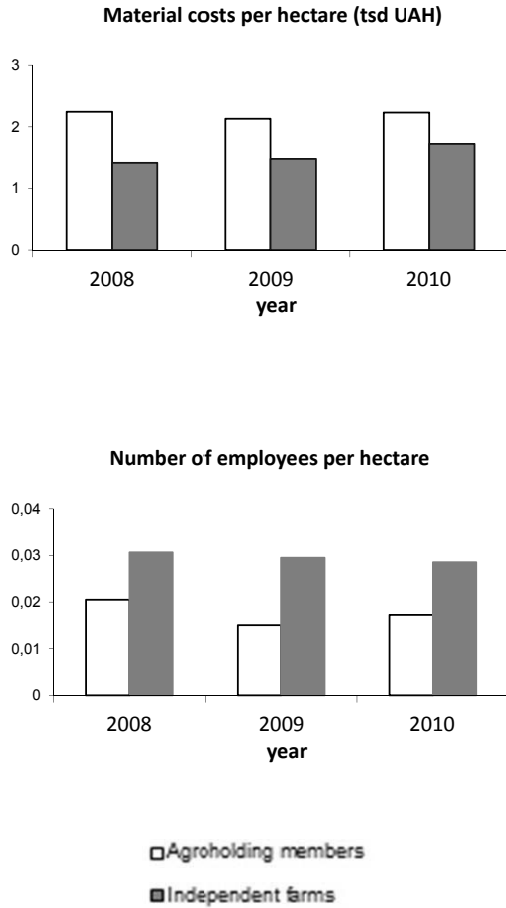 Material costs per hectare (tsd UAH)
3
2
1
0
2008 2009 2010
year
Number of employees per hectare
0,04
0,03
0,02
0,01
0
2008 2009 2010
year
Agroholding members
Independent farms